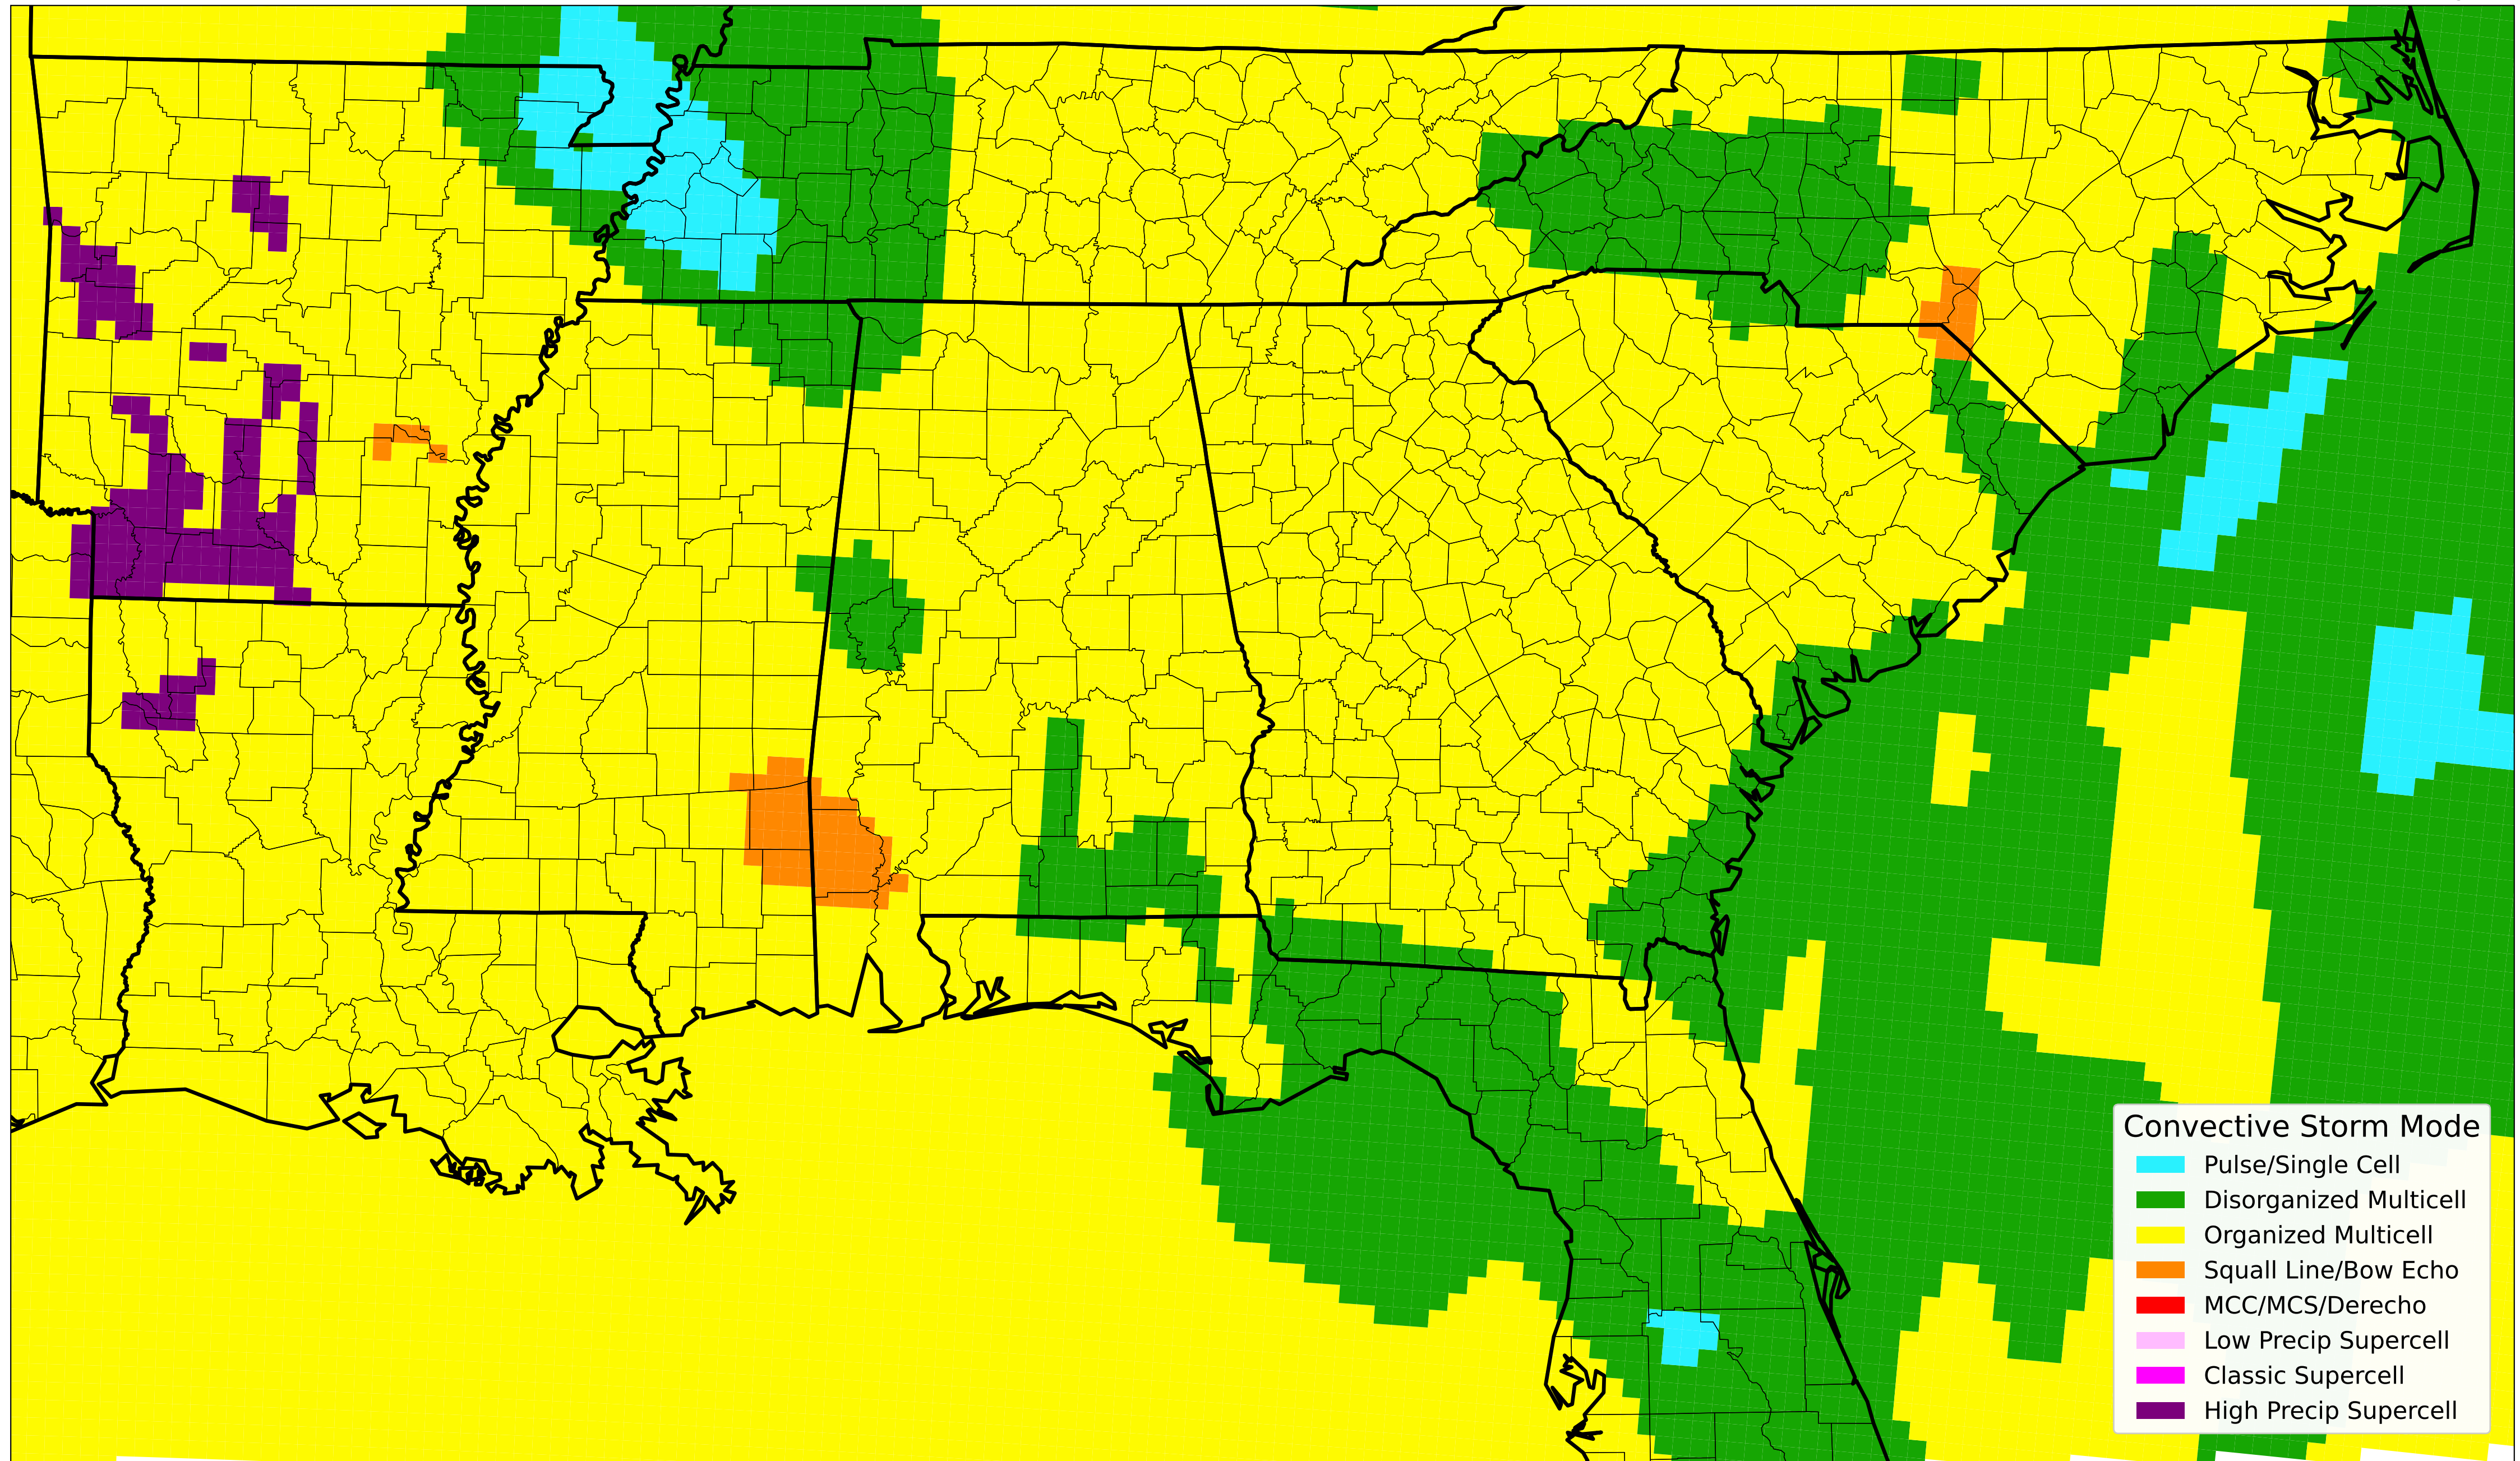 Convective Storm Mode
Pulse/Single Cell
Disorganized Multicell
Organized Multicell
Squall Line/Bow Echo
MCC/MCS/Derecho
Low Precip Supercell
Classic Supercell
High Precip Supercell